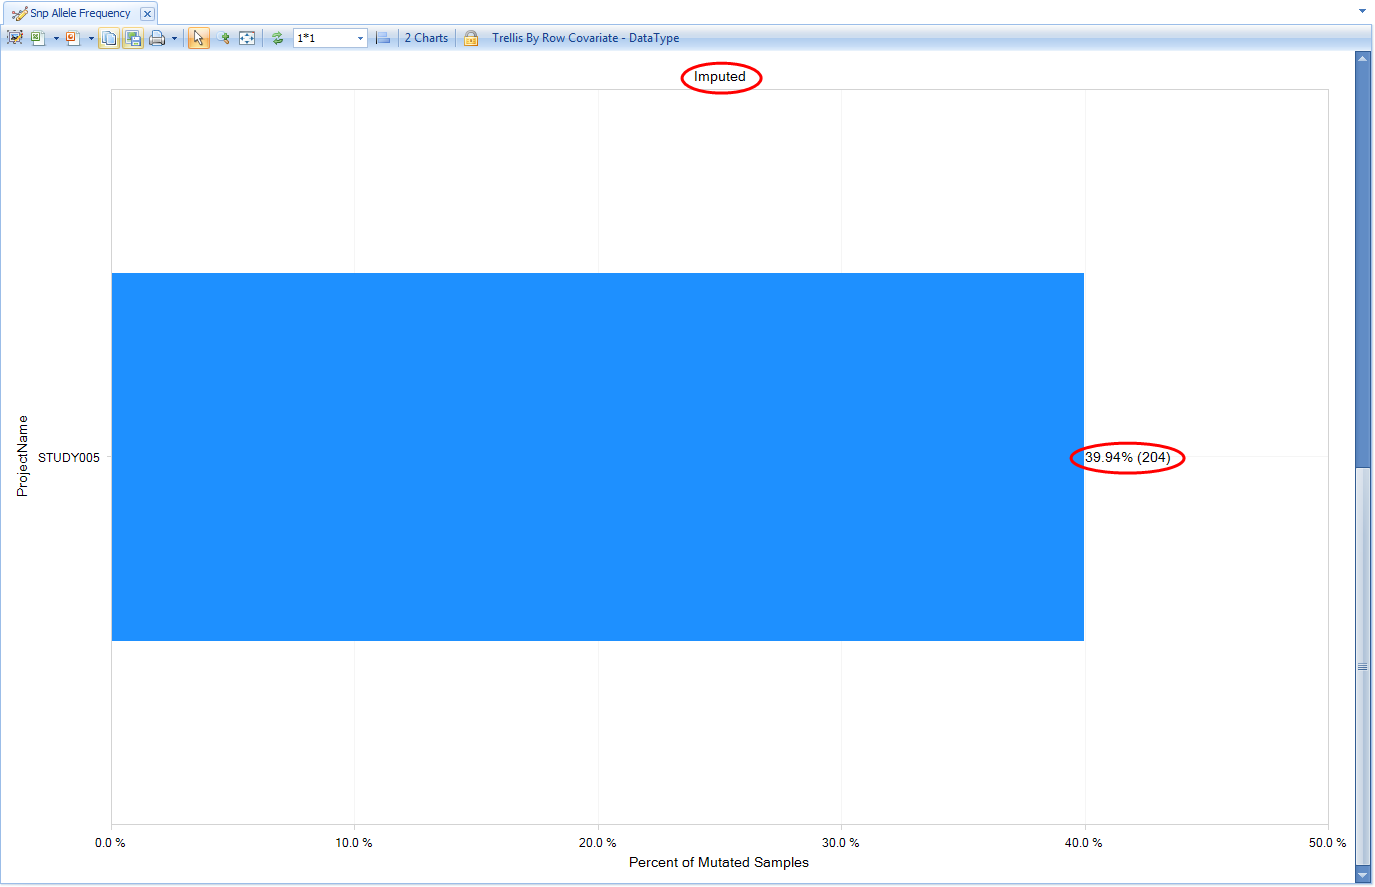 Snp Allele Frequency
1*1
2 Charts
Trellis By Row Covariate - DataType
Imputed
ProjectName
STUDY005
39.94% (204)
0.0 %
10.0 %
20.0 %
30.0 %
40.0 %
50.0 %
Percent of Mutated Samples